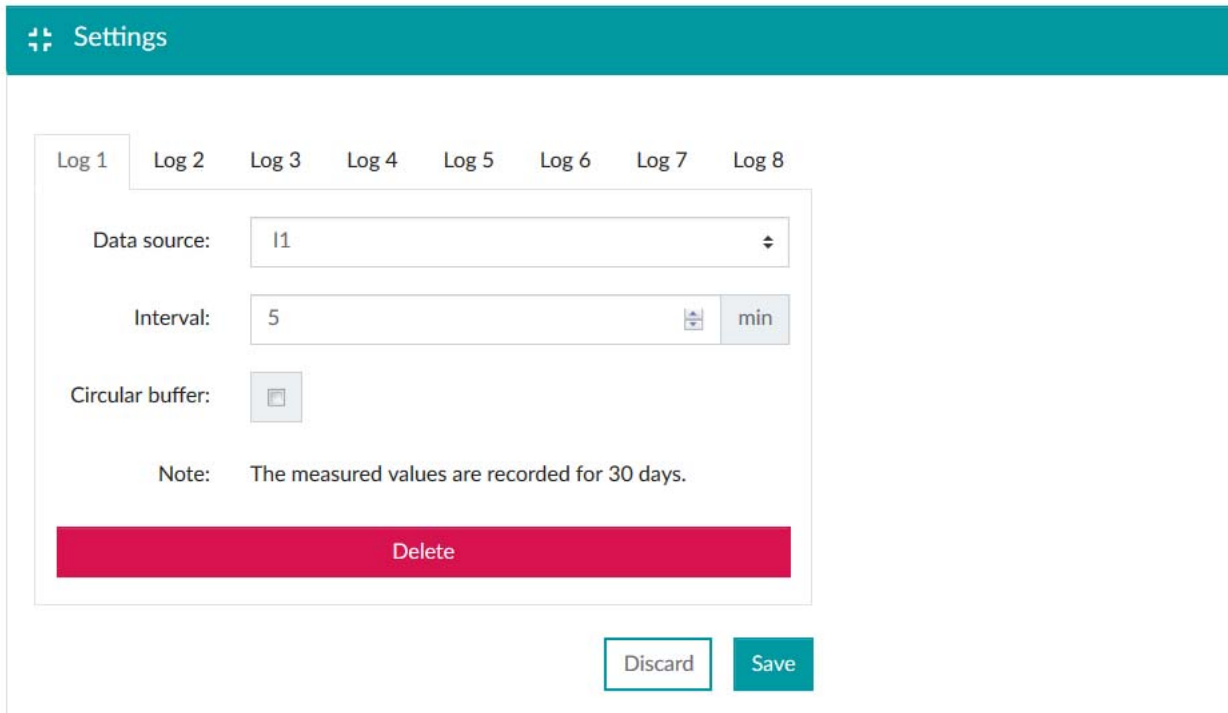 Settings
Log 1 Log 2 Log 3 Log 4 Log 5 Log 6 Log 7 Log 8
Data source: I1
Interval: 5 min
Circular buffer:
Note: The measured values are recorded for 30 days.
Delete
Discard Save